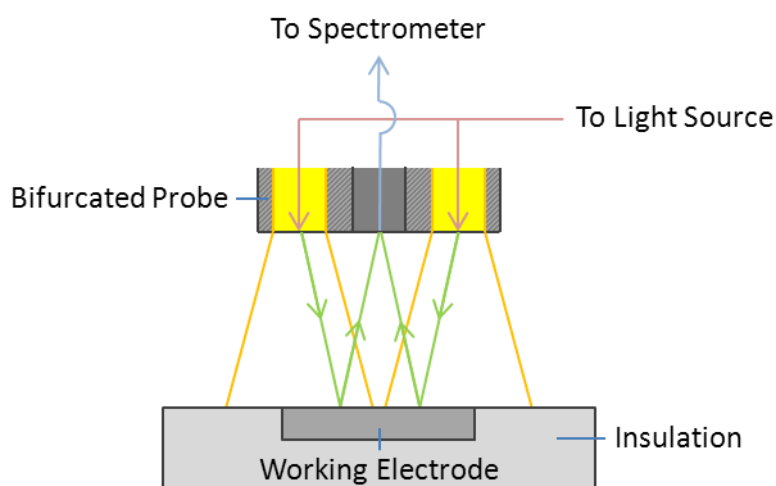 To Spectrometer
To Light Source
Bifurcated Probe
Insulation
Working Electrode